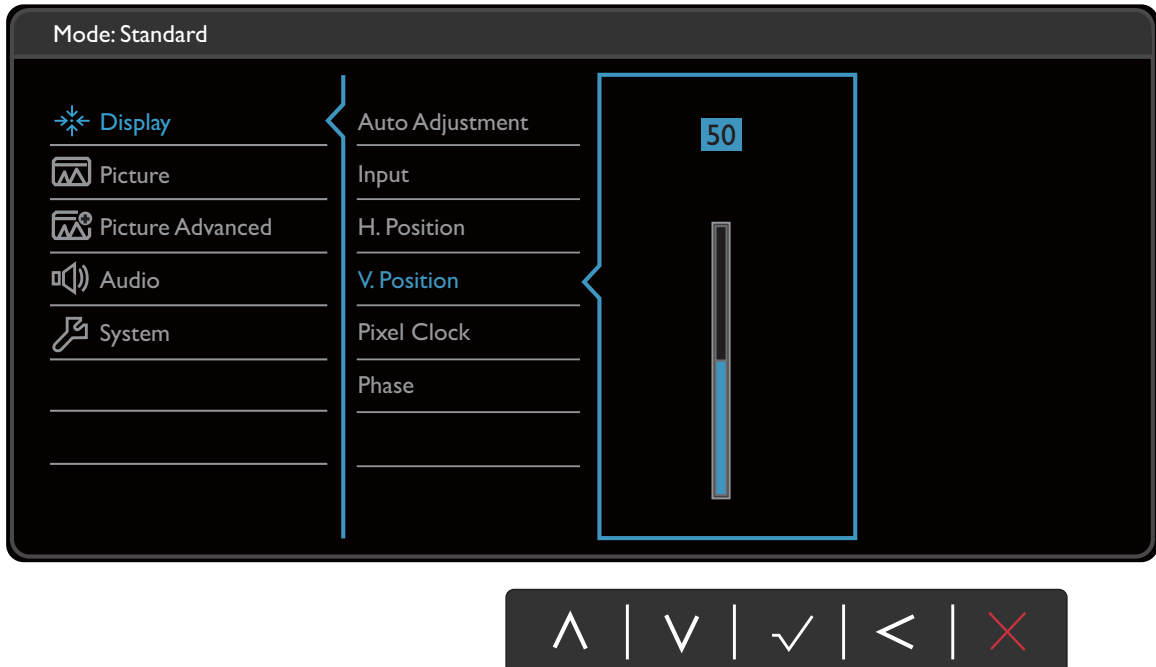 Mode: Standard
Display
Picture
Picture Advanced
Audio
System
Auto Adjustment
Input
H. Position
V. Position
Pixel Clock
Phase
50